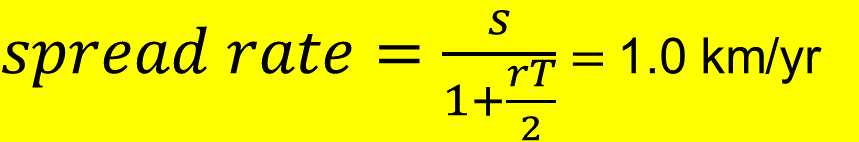 spread rate = s / (1 + rT/2) = 1.0 km/yr